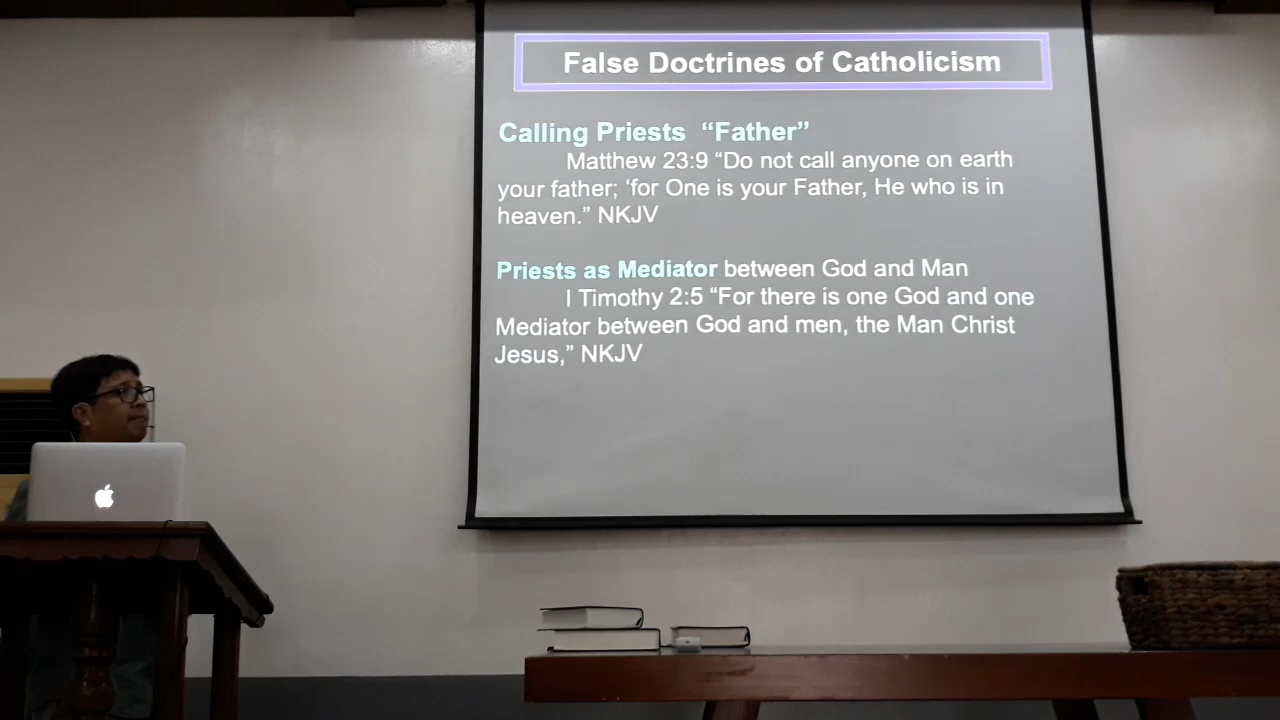 False Doctrines of Catholicism
Calling Priests “Father”
Matthew 23:9 “Do not call anyone on earth
your father; ‘for One is your Father, He who is in
heaven.” NKJV
Priests as Mediator between God and Man
I Timothy 2:5 “For there is one God and one
Mediator between God and men, the Man Christ
Jesus,” NKJV